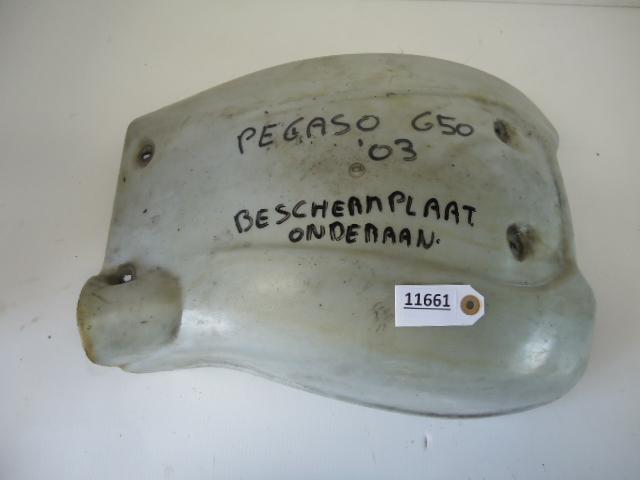 PEGASO 650
'03
BESCHERMPLAAT
ONDERAAN.
11661